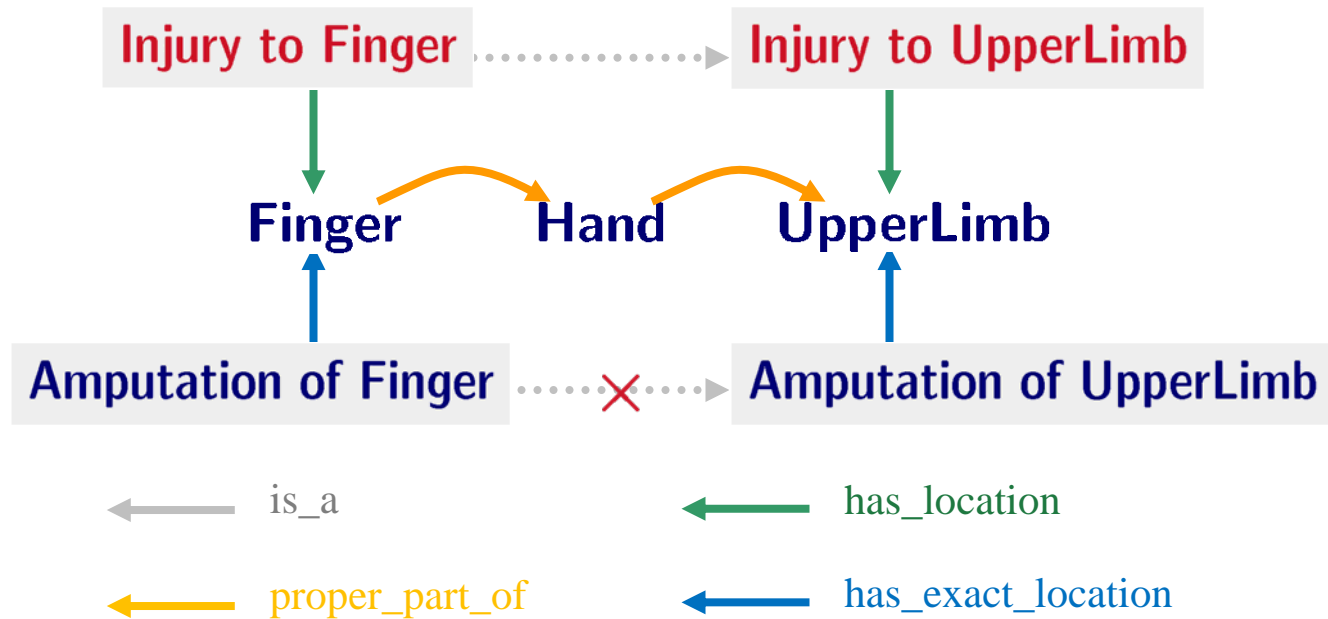 Injury to Finger
Injury to UpperLimb
Finger
Hand
UpperLimb
Amputation of Finger
Amputation of UpperLimb
is_a
has_location
proper_part_of
has_exact_location